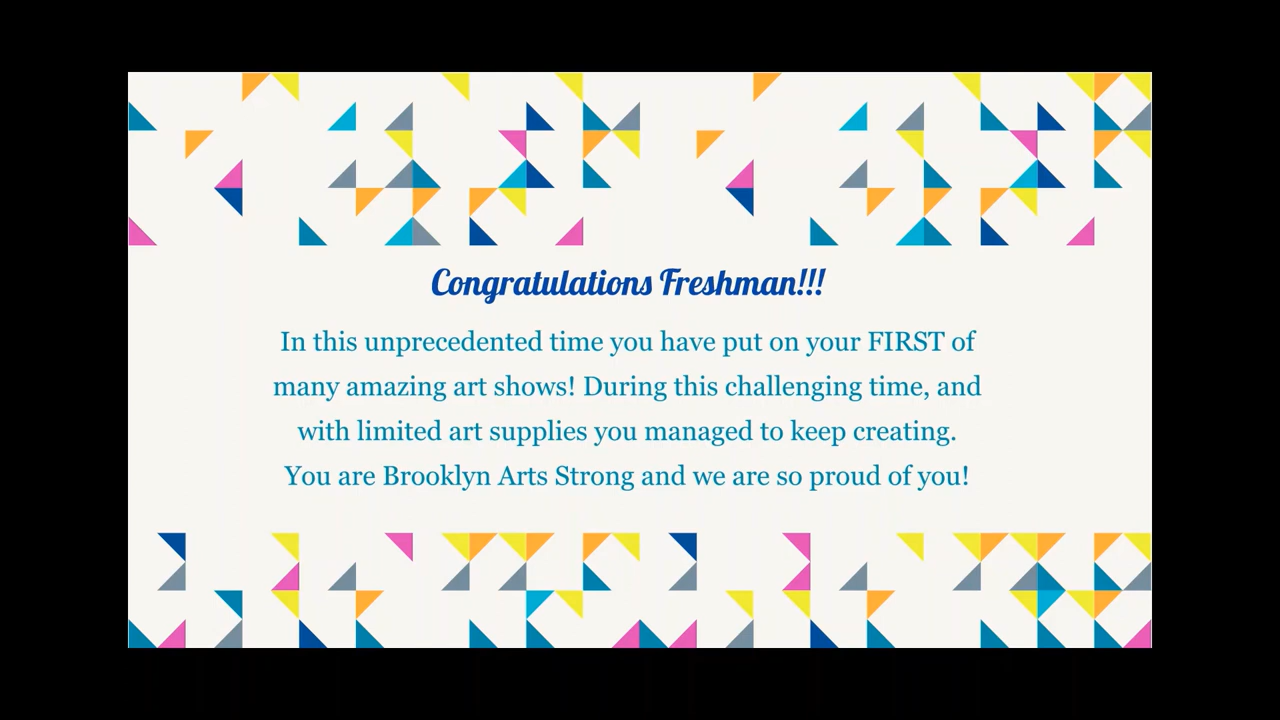 Congratulations Freshman!!!
In this unprecedented time you have put on your FIRST of
many amazing art shows! During this challenging time, and
with limited art supplies you managed to keep creating.
You are Brooklyn Arts Strong and we are so proud of you!